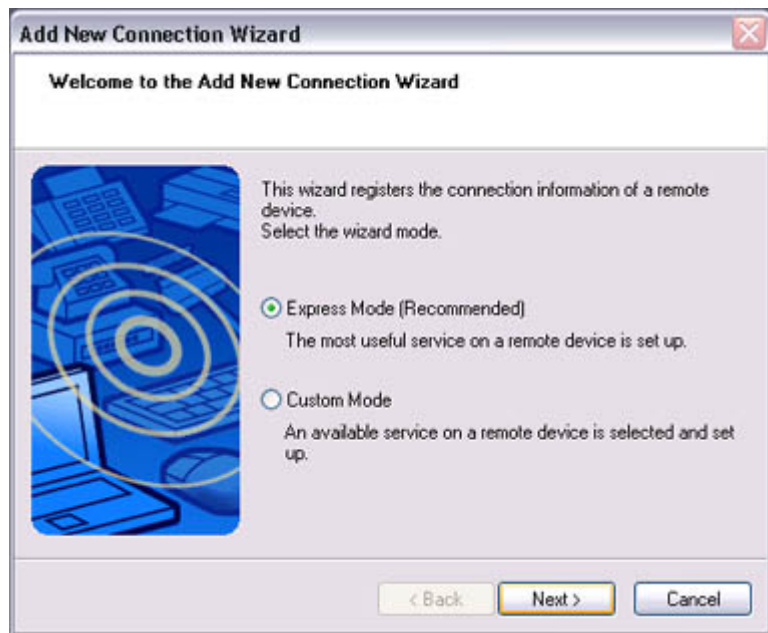 Add New Connection Wizard
Welcome to the Add New Connection Wizard
This wizard registers the connection information of a remote
device.
Select the wizard mode.
Express Mode (Recommended)
The most useful service on a remote device is set up.
Custom Mode
An available service on a remote device is selected and set
up.
< Back Next > Cancel